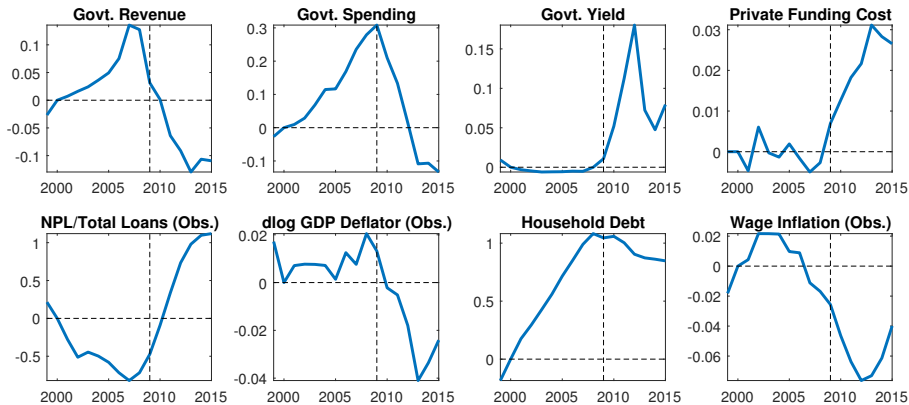 Govt. Revenue
0.1
0.05
0
-0.05
-0.1
2000 2005 2010 2015
Govt. Spending
0.3
0.2
0.1
0
-0.1
2000 2005 2010 2015
Govt. Yield
0.15
0.1
0.05
0
2000 2005 2010 2015
Private Funding Cost
0.03
0.02
0.01
0
2000 2005 2010 2015
NPL/Total Loans (Obs.)
1
0.5
0
-0.5
2000 2005 2010 2015
dlog GDP Deflator (Obs.)
0.02
0
-0.02
-0.04
2000 2005 2010 2015
Household Debt
1
0.5
0
2000 2005 2010 2015
Wage Inflation (Obs.)
0.02
0
-0.02
-0.04
-0.06
2000 2005 2010 2015